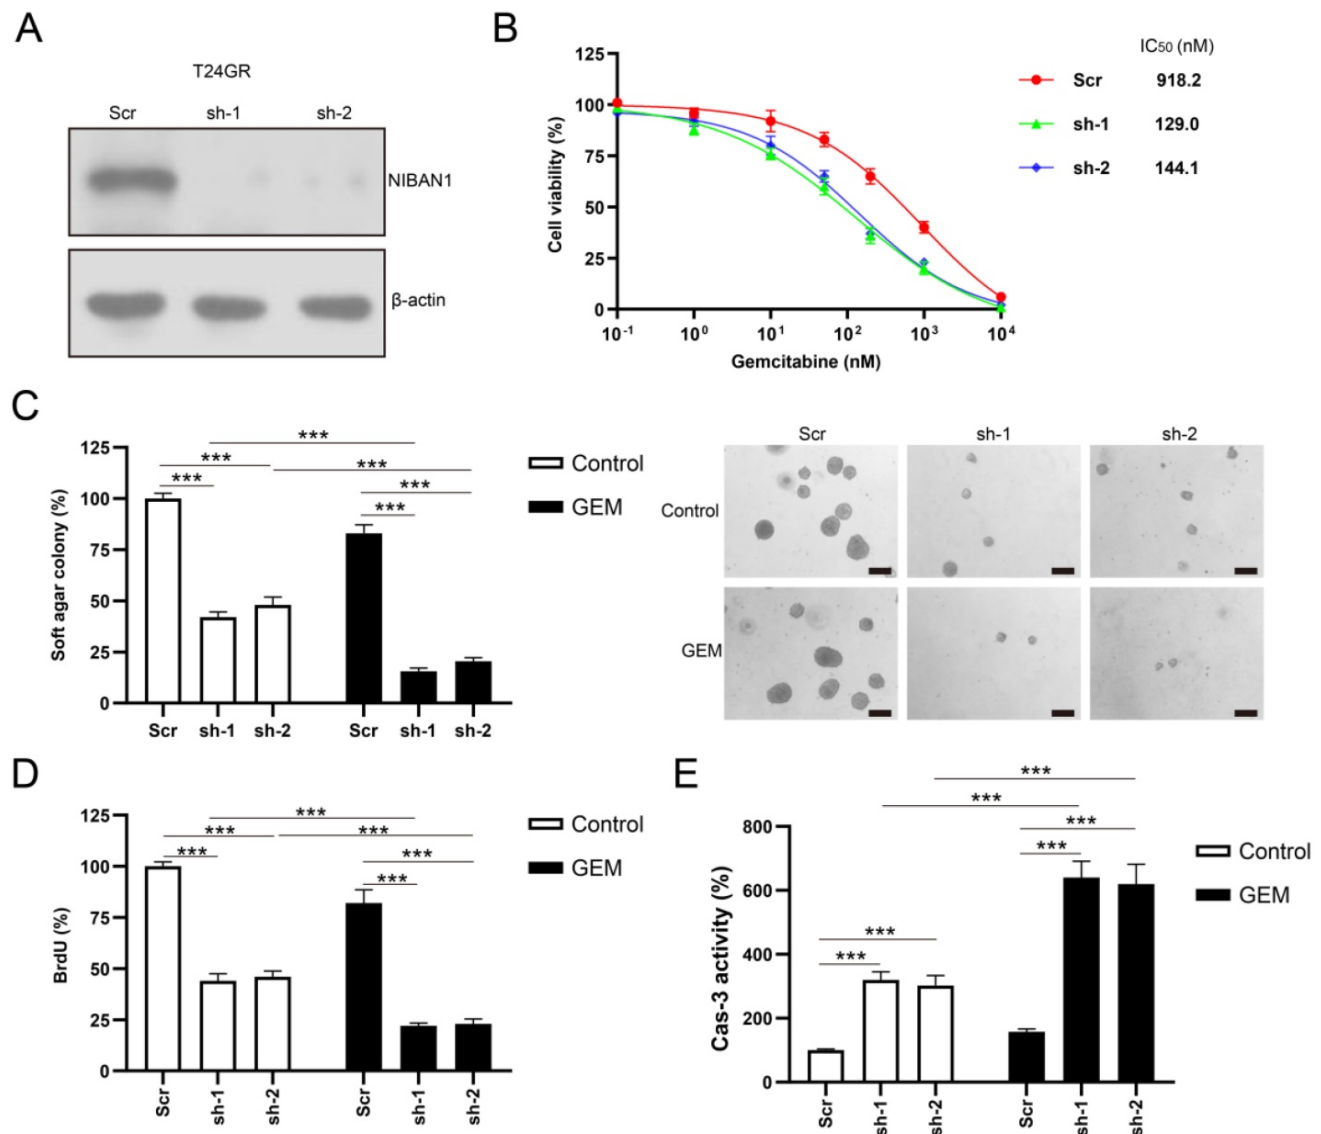 A
T24GR
Scr sh-1 sh-2
NIBAN1
β-actin
B
125
100
75
50
25
0
Cell viability (%)
10-1 100 101 102 103 104
Gemcitabine (nM)
IC50 (nM)
Scr 918.2
sh-1 129.0
sh-2 144.1
C
125
100
75
50
25
0
Soft agar colony (%)
***
*** ***
*** ***
***
Scr sh-1 sh-2 Scr sh-1 sh-2
Control
GEM
Scr sh-1 sh-2
Control
GEM
D
125
100
75
50
25
0
BrdU (%)
***
*** ***
*** ***
***
Scr sh-1 sh-2 Scr sh-1 sh-2
Control
GEM
E
800
600
400
200
0
Cas-3 activity (%)
***
***
***
***
***
***
Scr sh-1 sh-2 Scr sh-1 sh-2
Control
GEM